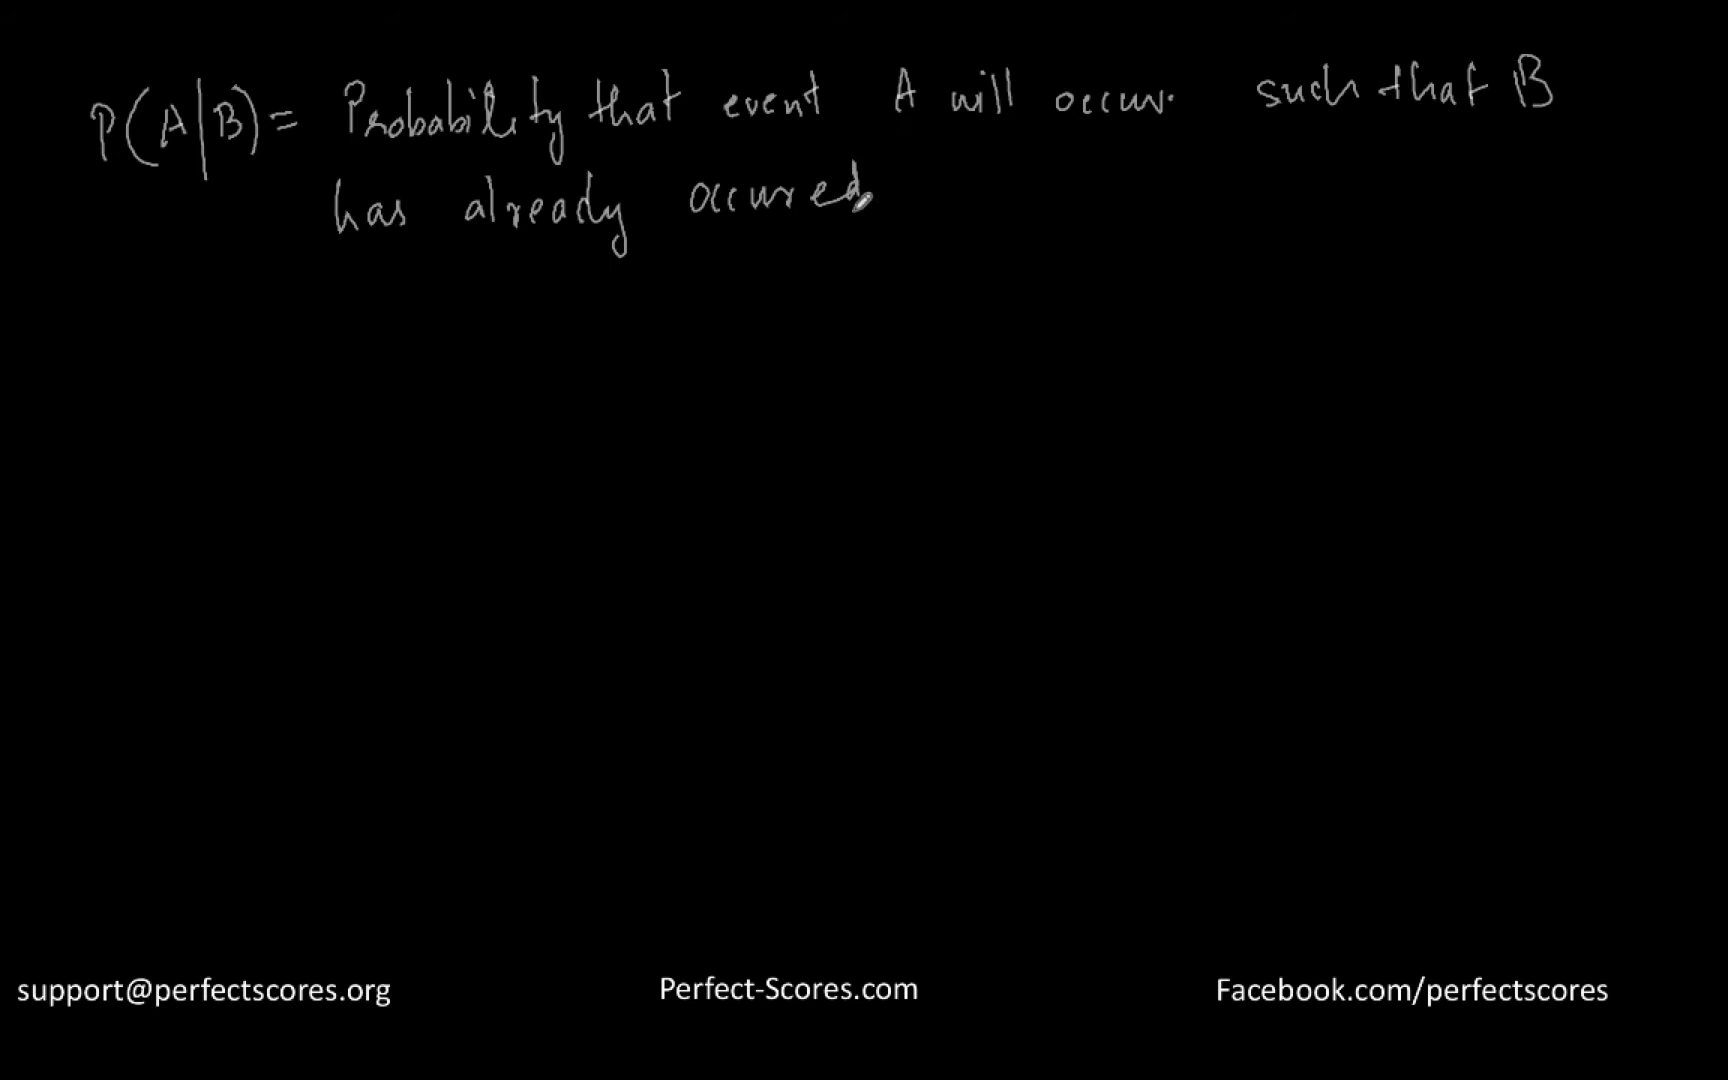 P(A|B) = Probability that event A will occur. such that B
has already occured
support@perfectscores.org
Perfect-Scores.com
Facebook.com/perfectscores